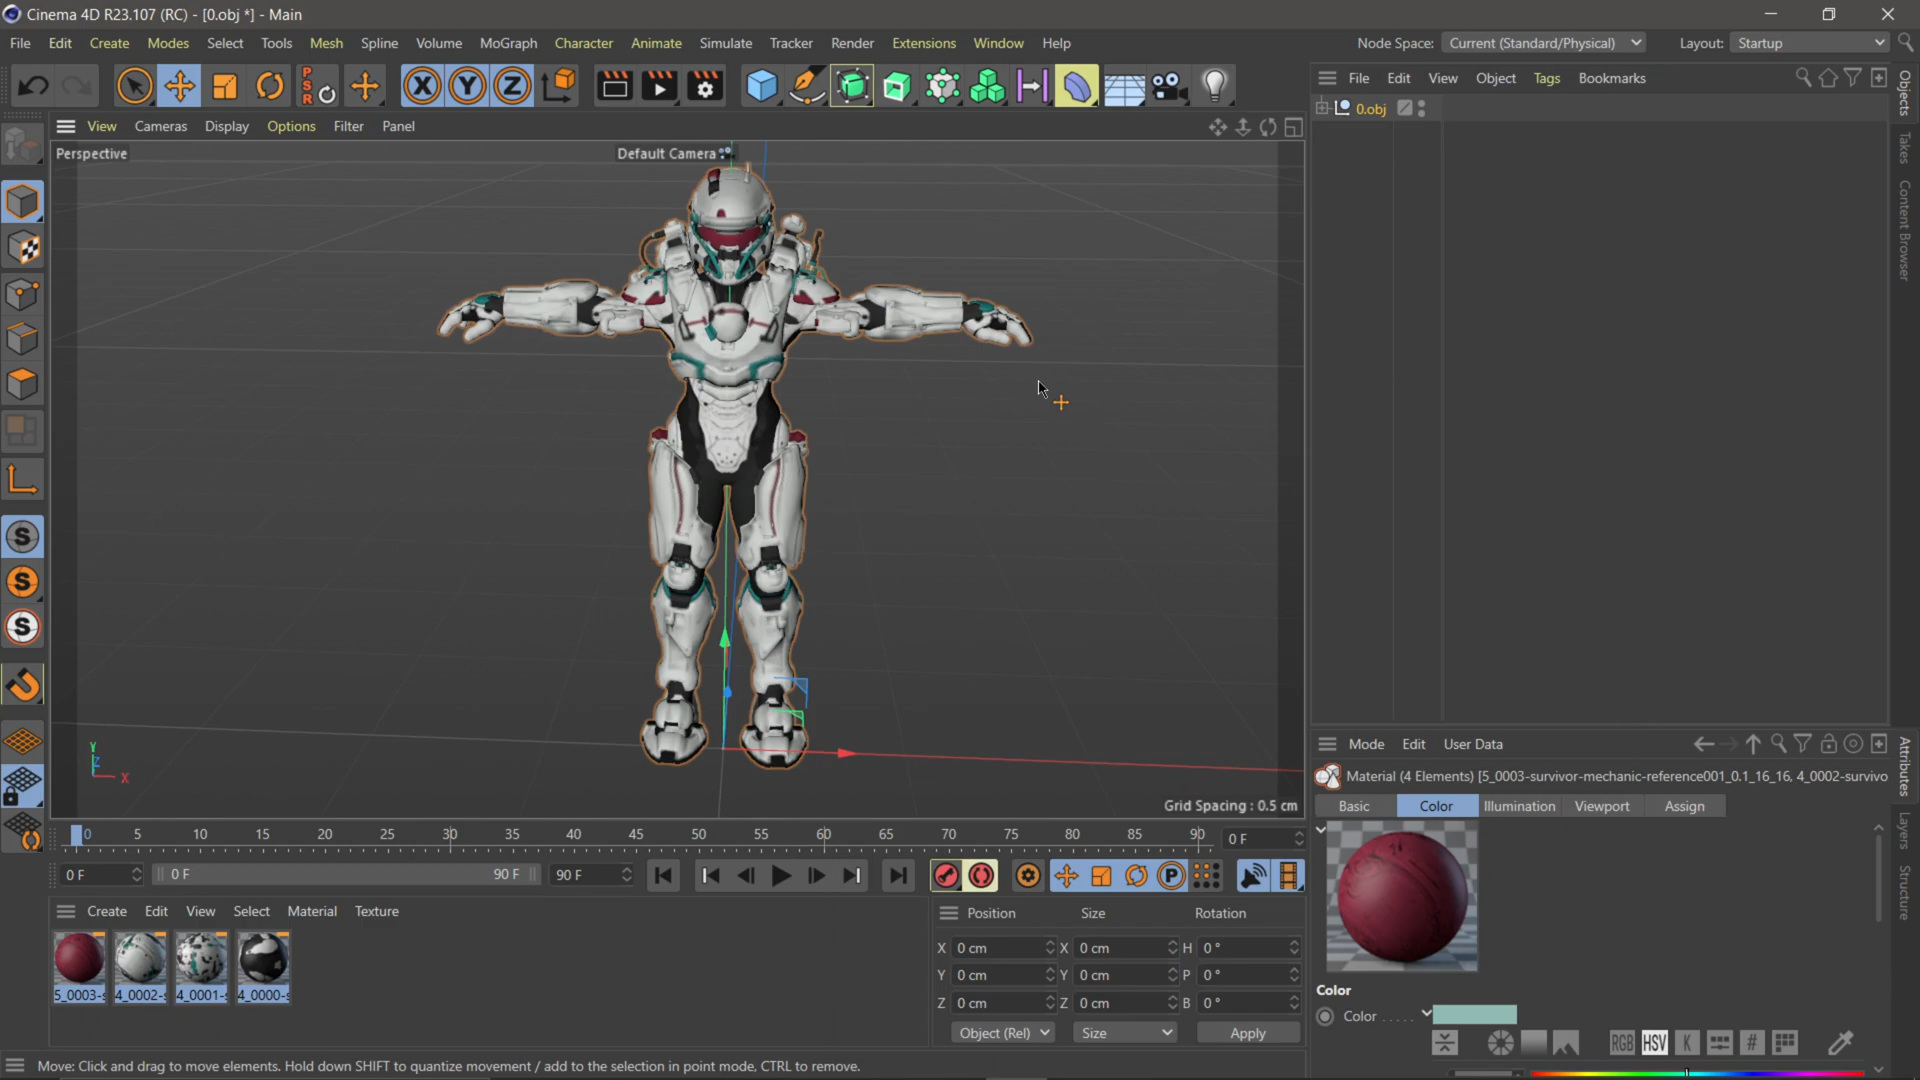 Cinema 4D R23.107 (RC) - [0.obj *] - Main
File Edit Create Modes Select Tools Mesh Spline Volume MoGraph Character Animate Simulate Tracker Render Extensions Window Help
Node Space: Current (Standard/Physical) Layout: Startup
P S R
X Y Z
File Edit View Object Tags Bookmarks
0.obj
Objects
Takes
Content Browser
View Cameras Display Options Filter Panel
Perspective
Default Camera
S
S
S
Y
Z
X
Grid Spacing : 0.5 cm
0 5 10 15 20 25 30 35 40 45 50 55 60 65 70 75 80 85 90 0 F
0 F 0 F 90 F 90 F
P
Create Edit View Select Material Texture
5_0003-s 4_0002-s 4_0001-s 4_0000-s
Position Size Rotation
X 0 cm X 0 cm H 0 °
Y 0 cm Y 0 cm P 0 °
Z 0 cm Z 0 cm B 0 °
Object (Rel) Size Apply
Mode Edit User Data
Material (4 Elements) [5_0003-survivor-mechanic-reference001_0.1_16_16, 4_0002-survivo
Basic Color Illumination Viewport Assign
Color
Color . . . . .
RGB HSV K #
Attributes
Layers
Structure
Move: Click and drag to move elements. Hold down SHIFT to quantize movement / add to the selection in point mode, CTRL to remove.